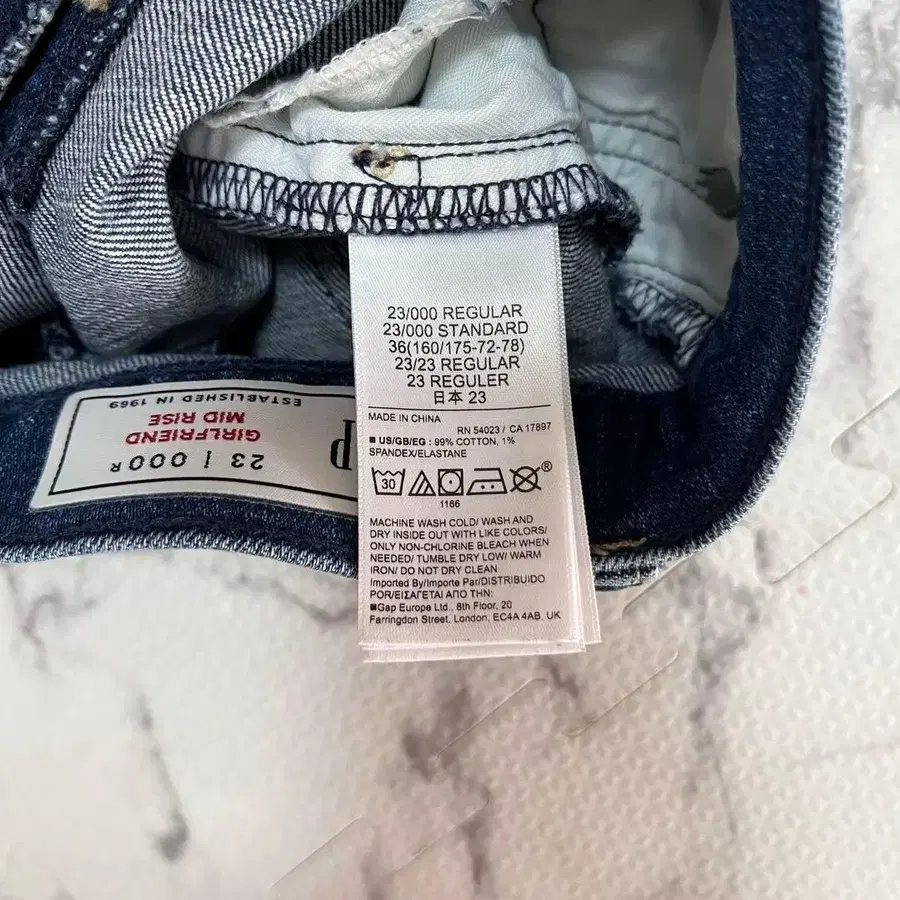 23/000 REGULAR
23/000 STANDARD
36(160/175-72-78)
23/23 REGULAR
23 REGULER
日本 23
MADE IN CHINA
RN 54023 / CA 17897
■ US/GB/EG : 99% COTTON, 1%
SPANDEX/ELASTANE
30
®
1166
MACHINE WASH COLD/ WASH AND
DRY INSIDE OUT WITH LIKE COLORS/
ONLY NON-CHLORINE BLEACH WHEN
NEEDED/ TUMBLE DRY LOW/ WARM
IRON/ DO NOT DRY CLEAN
Imported By/Importe Par/DISTRIBUIDO
POR/ΕΙΣΑΓΕΤΑΙ ΑΠΟ ΤΗΝ:
■Gap Europe Ltd., 8th Floor, 20
Farringdon Street, London, EC4A 4AB, UK
P
23 | 000 R
GIRLFRIEND
MID RISE
ESTABLISHED IN 1969